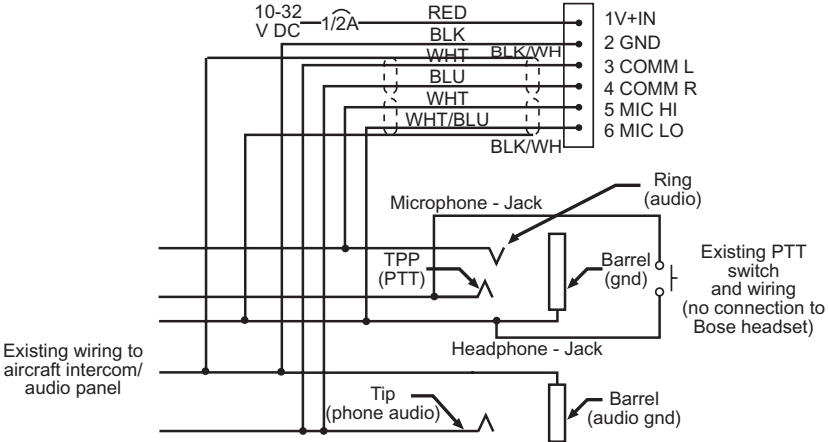 10-32
V DC
1/2A
RED
BLK
BLK/WH
WHT
BLU
WHT
WHT/BLU
BLK/WH
1V+IN
2 GND
3 COMM L
4 COMM R
5 MIC HI
6 MIC LO
Ring
(audio)
Microphone - Jack
TPP
(PTT)
Barrel
(gnd)
Existing PTT
switch
and wiring
(no connection to
Bose headset)
Headphone - Jack
Existing wiring to
aircraft intercom/
audio panel
Tip
(phone audio)
Barrel
(audio gnd)